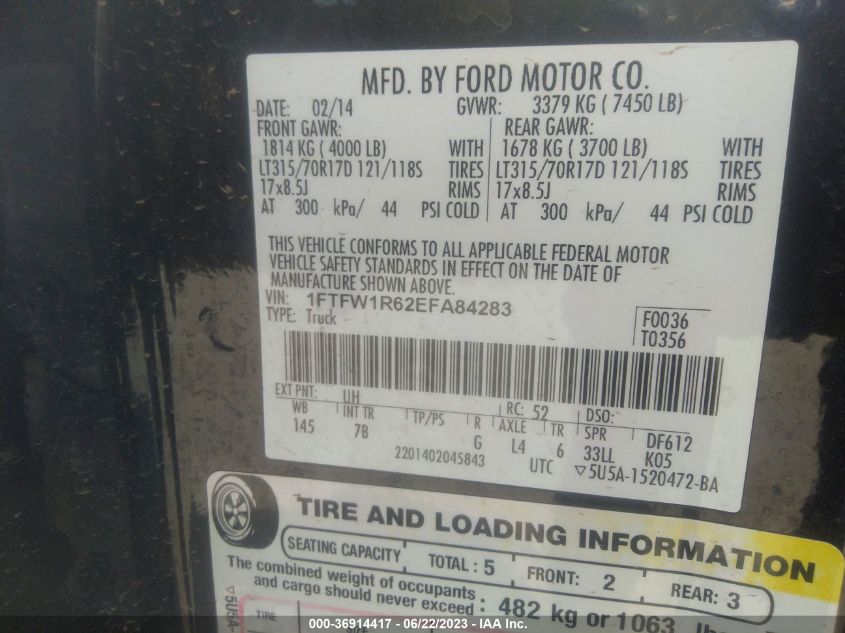 MFD. BY FORD MOTOR CO.
DATE: 02/14 GVWR: 3379 KG ( 7450 LB)
FRONT GAWR: REAR GAWR:
1814 KG ( 4000 LB) WITH 1678 KG ( 3700 LB) WITH
LT315/70R17D 121/118S TIRES LT315/70R17D 121/118S TIRES
17x8.5J RIMS 17x8.5J RIMS
AT 300 kPa/ 44 PSI COLD AT 300 kPa/ 44 PSI COLD
THIS VEHICLE CONFORMS TO ALL APPLICABLE FEDERAL MOTOR
VEHICLE SAFETY STANDARDS IN EFFECT ON THE DATE OF
MANUFACTURE SHOWN ABOVE.
VIN: 1FTFW1R62EFA84283
TYPE: Truck
F0036
T0356
EXT PNT: UH RC: 52 DSO:
WB INT TR TP/PS R AXLE TR SPR DF612
145 7B G L4 6 33LL K05
2201402045843 UTC ▽5U5A-1520472-BA
TIRE AND LOADING INFORMATION
SEATING CAPACITY TOTAL: 5 FRONT: 2 REAR: 3
The combined weight of occupants
and cargo should never exceed : 482 kg or 1063
▽5U5A-
TIRE
000-36914417 - 06/22/2023 - ©IAA, Inc.